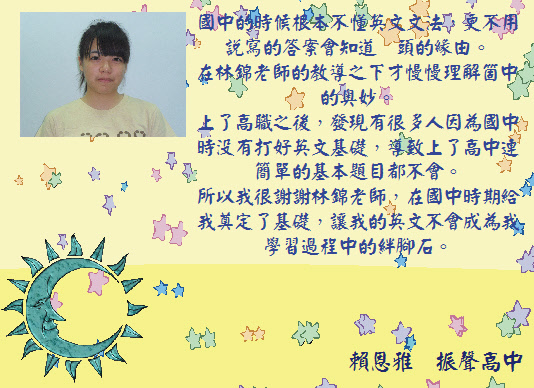 國中的時候根本不懂英文文法，更不用
說寫的答案會知道　頭的緣由。
在林錦老師的教導之下才慢慢理解箇中
的奧妙。
上了高職之後，發現有很多人因為國中
時沒有打好英文基礎，導致上了高中連
簡單的基本題目都不會。
所以我很謝謝林錦老師，在國中時期給
我奠定了基礎，讓我的英文不會成為我
學習過程中的絆腳石。
賴恩雅　振聲高中